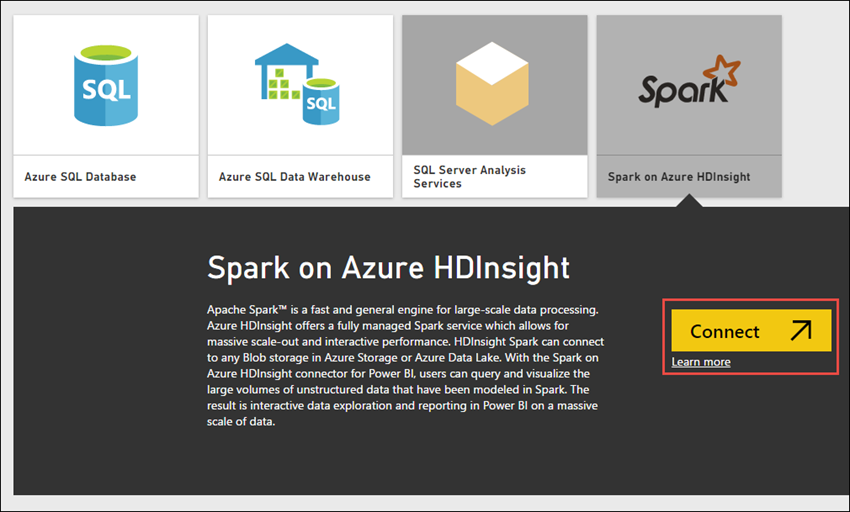 SQL
SQL
Spark
Azure SQL Database
Azure SQL Data Warehouse
SQL Server Analysis
Services
Spark on Azure HDInsight
Spark on Azure HDInsight
Apache Spark™ is a fast and general engine for large-scale data processing.
Azure HDInsight offers a fully managed Spark service which allows for
massive scale-out and interactive performance. HDInsight Spark can connect
to any Blob storage in Azure Storage or Azure Data Lake. With the Spark on
Azure HDInsight connector for Power BI, users can query and visualize the
large volumes of unstructured data that have been modeled in Spark. The
result is interactive data exploration and reporting in Power BI on a massive
scale of data.
Connect
Learn more